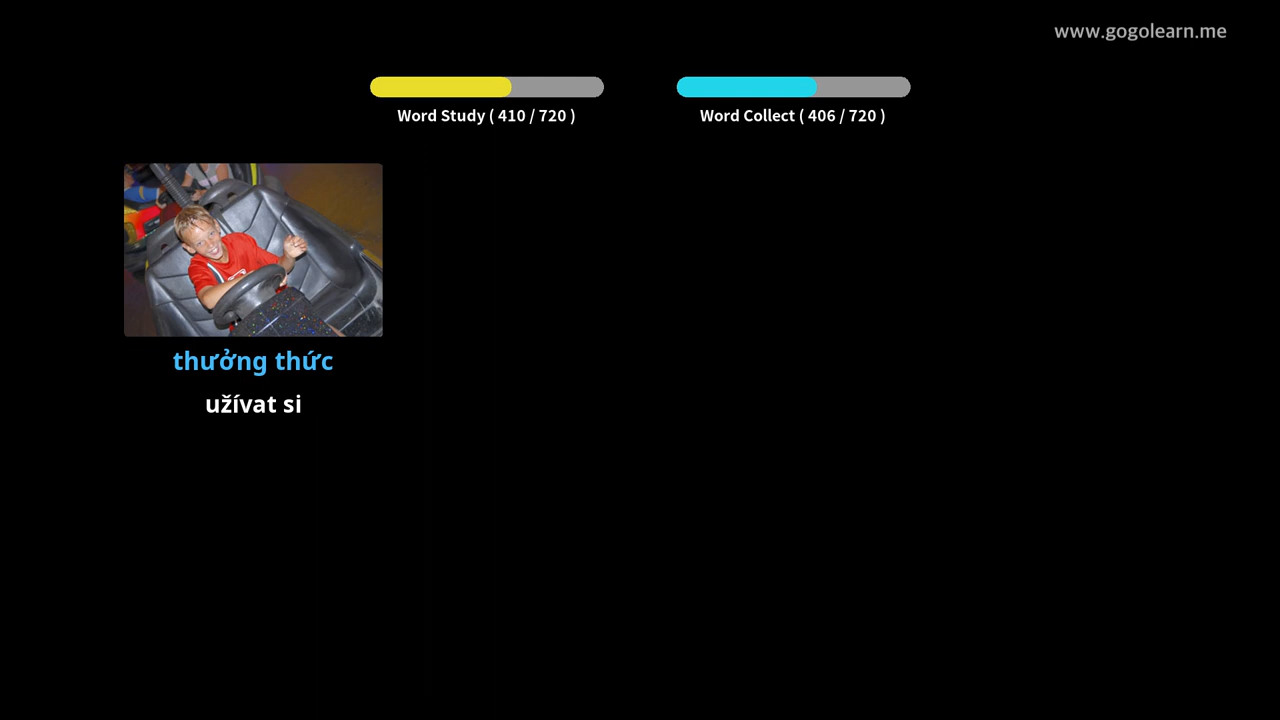 www.gogolearn.me
Word Study ( 410 / 720 )
Word Collect ( 406 / 720 )
thưởng thức
užívat si